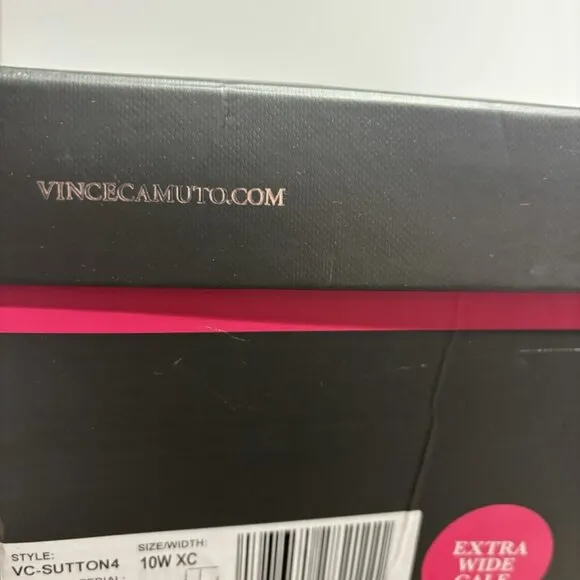 VINCECAMUTO.COM
STYLE:
VC-SUTTON4
SIZE/WIDTH:
10W XC
EXTRA
WIDE